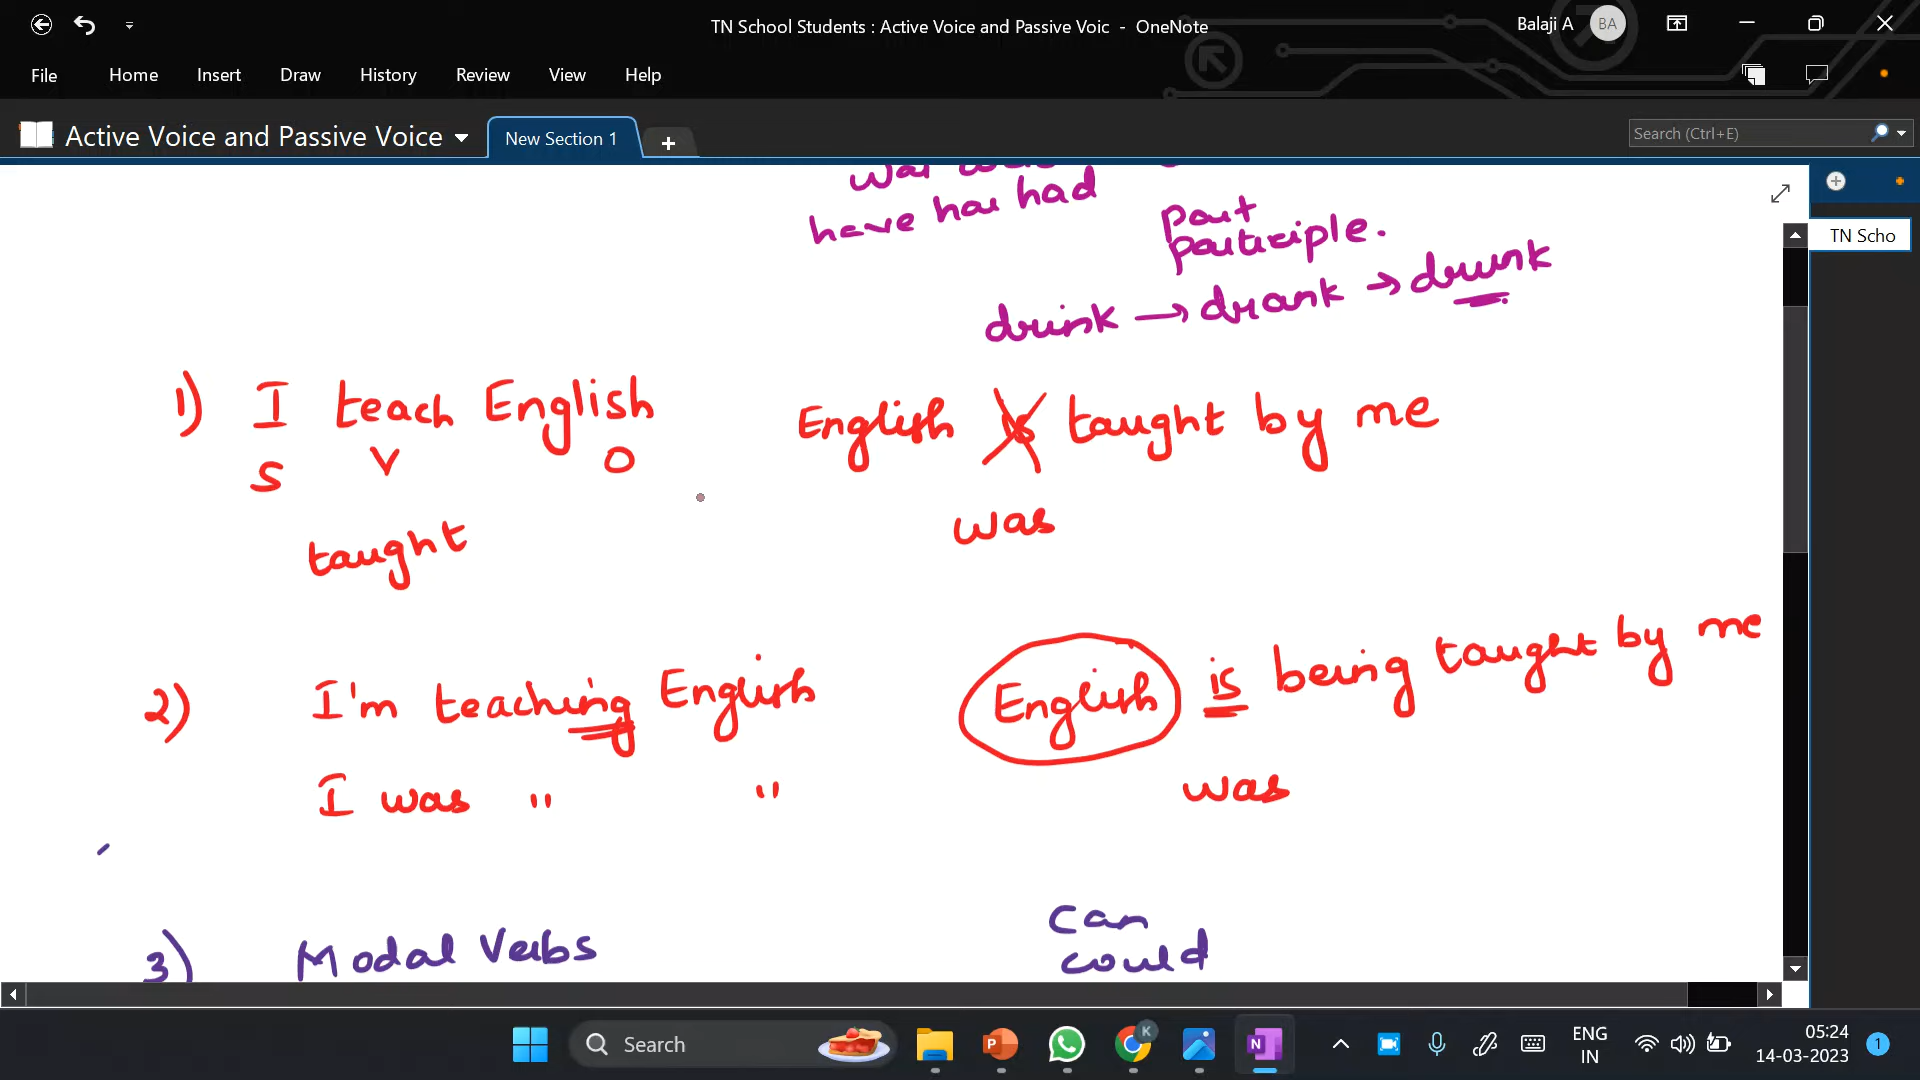 TN School Students : Active Voice and Passive Voic - OneNote
Balaji A
BA
File Home Insert Draw History Review View Help
Active Voice and Passive Voice
New Section 1
+
Search (Ctrl+E)
TN Scho
have has had
past
participle.
drink → drank → drunk
1) I teach English
English is taught by me
S V O
was
taught
2) I'm teaching English
English is being taught by me
I was " "
was
3) Modal Verbs
can
could
Search
ENG
IN
05:24
14-03-2023
1